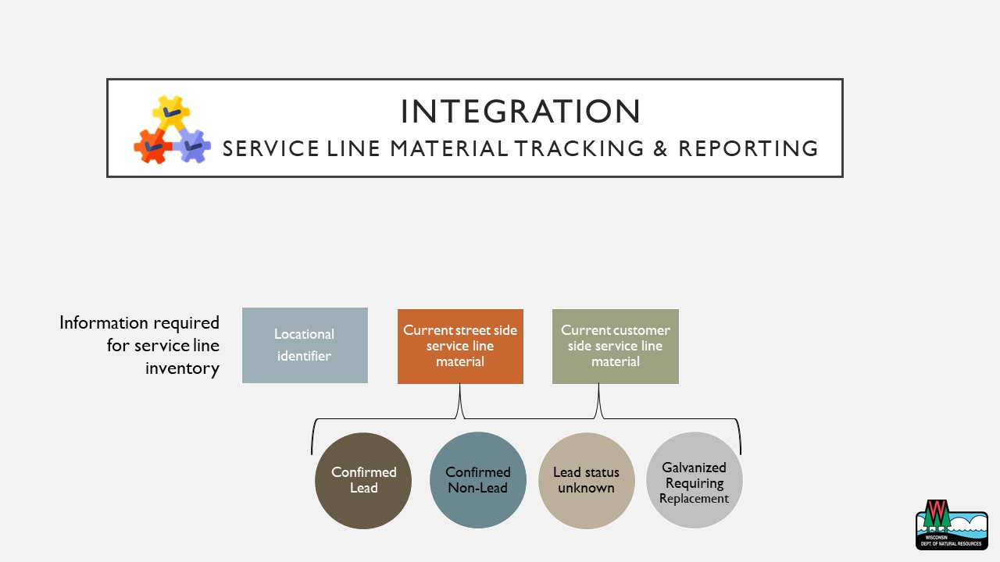 INTEGRATION
SERVICE LINE MATERIAL TRACKING & REPORTING
Information required
for service line
inventory
Locational
identifier
Current street side
service line
material
Current customer
side service line
material
Confirmed
Lead
Confirmed
Non-Lead
Lead status
unknown
Galvanized
Requiring
Replacement
WISCONSIN
DEPT. OF NATURAL RESOURCES